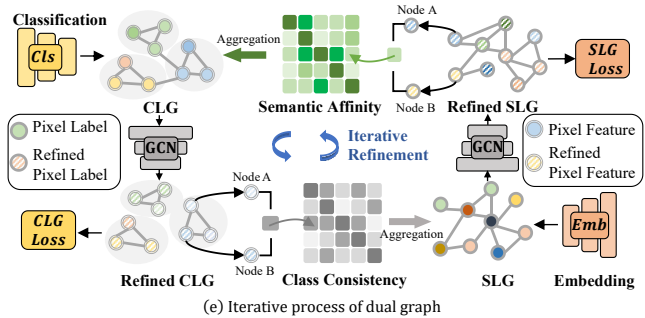 Classification
Cls
CLG
Aggregation
Semantic Affinity
Node A
Node B
Refined SLG
SLG
Loss
Pixel Label
Refined
Pixel Label
GCN
Iterative
Refinement
GCN
Pixel Feature
Refined
Pixel Feature
CLG
Loss
Refined CLG
Node A
Node B
Class Consistency
Aggregation
SLG
Emb
Embedding
(e) Iterative process of dual graph